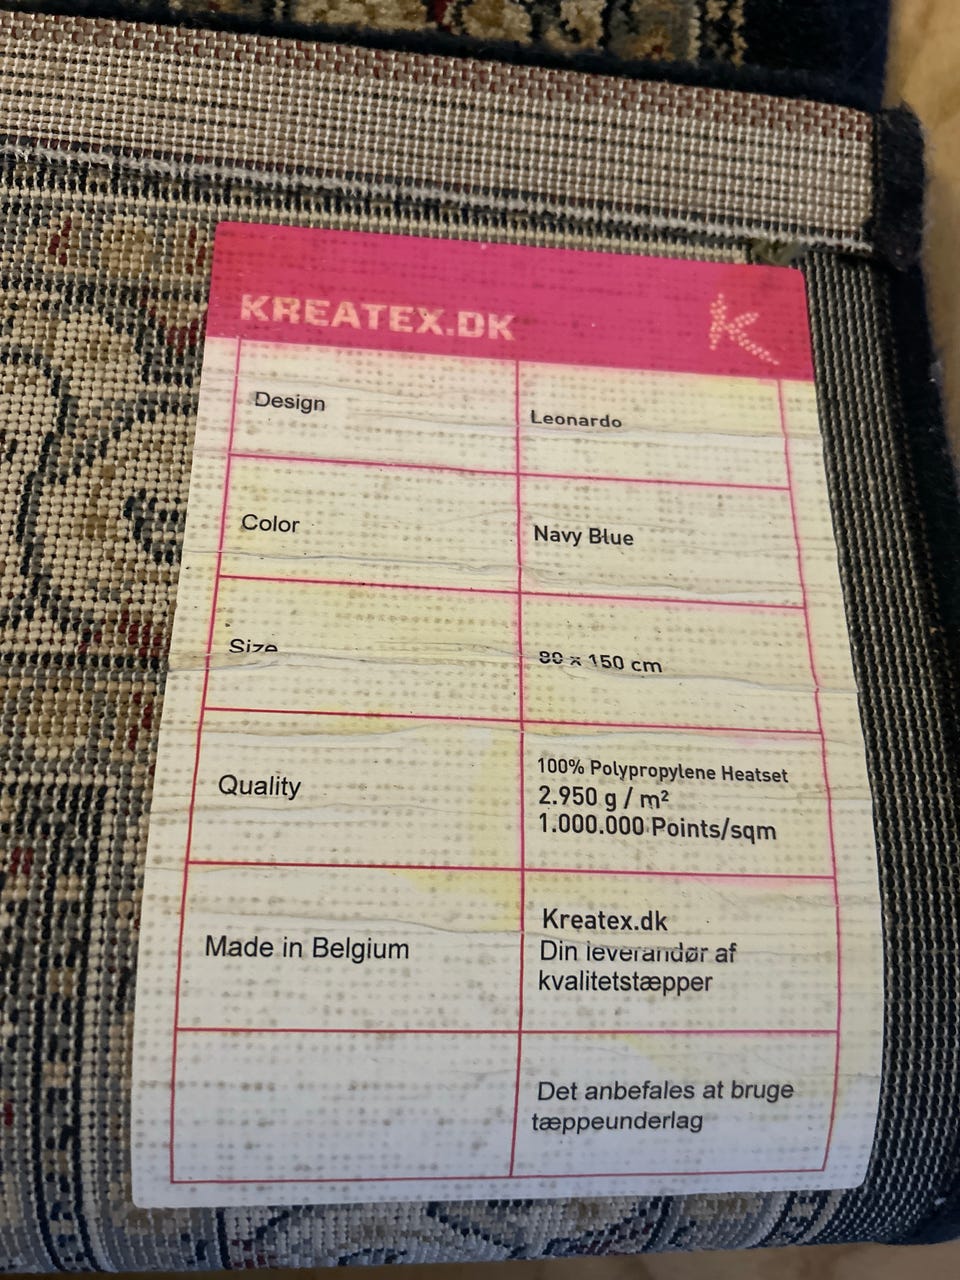 KREATEX.DK
Design
Leonardo
Color
Navy Blue
Size
80 x 150 cm
Quality
100% Polypropylene Heatset
2.950 g / m²
1.000.000 Points/sqm
Made in Belgium
Kreatex.dk
Din leverandør af
kvalitetstæpper
Det anbefales at bruge
tæppeunderlag